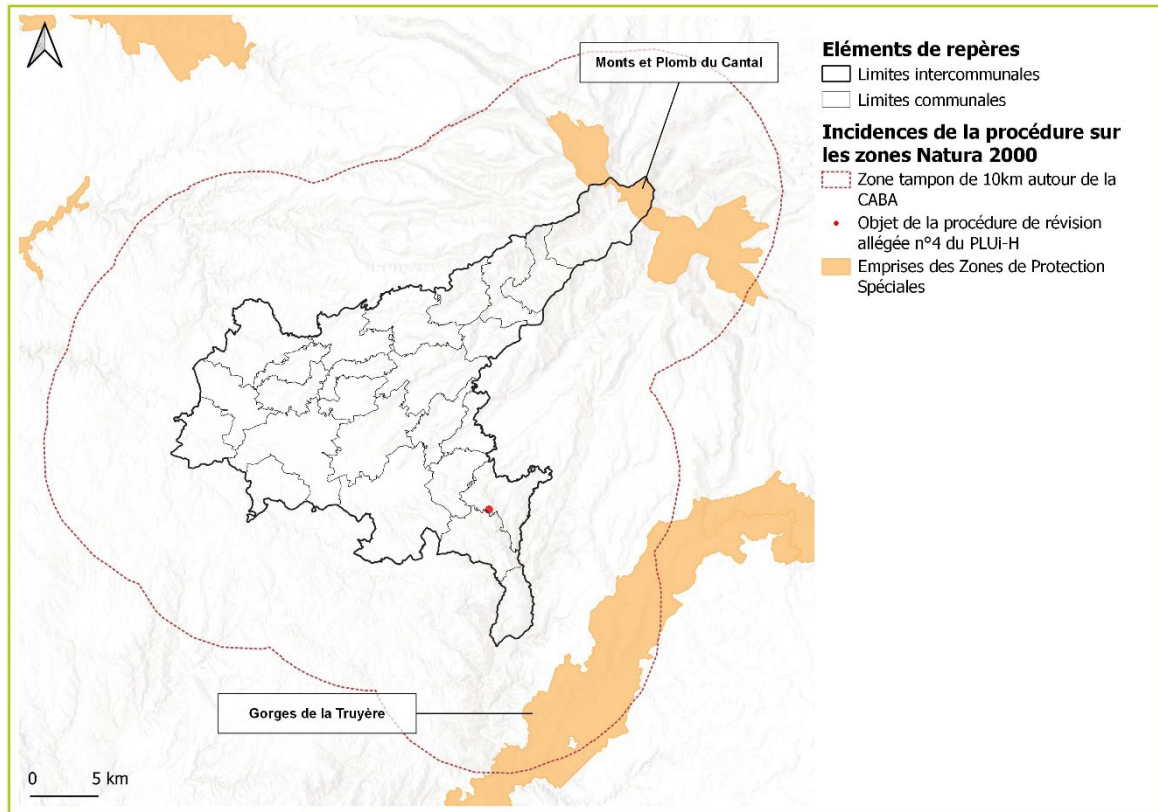 Monts et Plomb du Cantal
Gorges de la Truyère
0 5 km
Eléments de repères
Limites intercommunales
Limites communales
Incidences de la procédure sur
les zones Natura 2000
Zone tampon de 10km autour de la
CABA
Objet de la procédure de révision
allégée n°4 du PLUi-H
Emprises des Zones de Protection
Spéciales